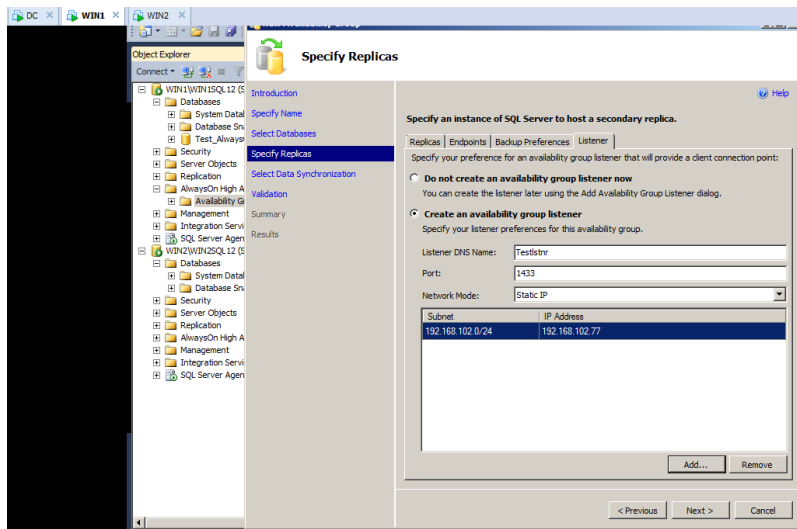 DC
WIN1
WIN2
Object Explorer
Connect
WIN1\WIN1SQL12 (S
Databases
System Datal
Database Sna
Test_Always
Security
Server Objects
Replication
AlwaysOn High A
Availability Gr
Management
Integration Servi
SQL Server Agen
WIN2\WIN2SQL12 (S
Databases
System Datal
Database Sna
Security
Server Objects
Replication
AlwaysOn High A
Management
Integration Servi
SQL Server Agen
Specify Replicas
Introduction
Specify Name
Select Databases
Specify Replicas
Select Data Synchronization
Validation
Summary
Results
Help
Specify an instance of SQL Server to host a secondary replica.
Replicas Endpoints Backup Preferences Listener
Specify your preference for an availability group listener that will provide a client connection point:
Do not create an availability group listener now
You can create the listener later using the Add Availability Group Listener dialog.
Create an availability group listener
Specify your listener preferences for this availability group.
Listener DNS Name: Testlstnr
Port: 1433
Network Mode: Static IP
Subnet IP Address
192.168.102.0/24 192.168.102.77
Add... Remove
< Previous Next > Cancel